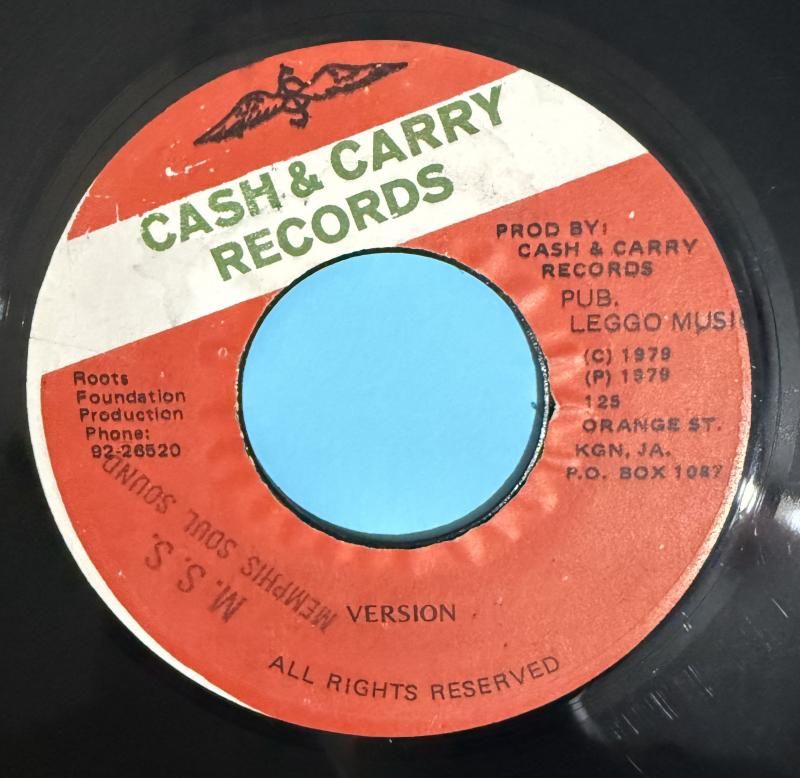 CASH & CARRY
RECORDS
PROD BY:
CASH & CARRY
RECORDS
PUB.
LEGGO MUSIC
(C) 1979
(P) 1979
125
ORANGE ST.
KGN, JA.
P.O. BOX 1087
Roots
Foundation
Production
Phone:
92-26520
M. S. S.
MEMPHIS SOUL SOUND
VERSION
ALL RIGHTS RESERVED